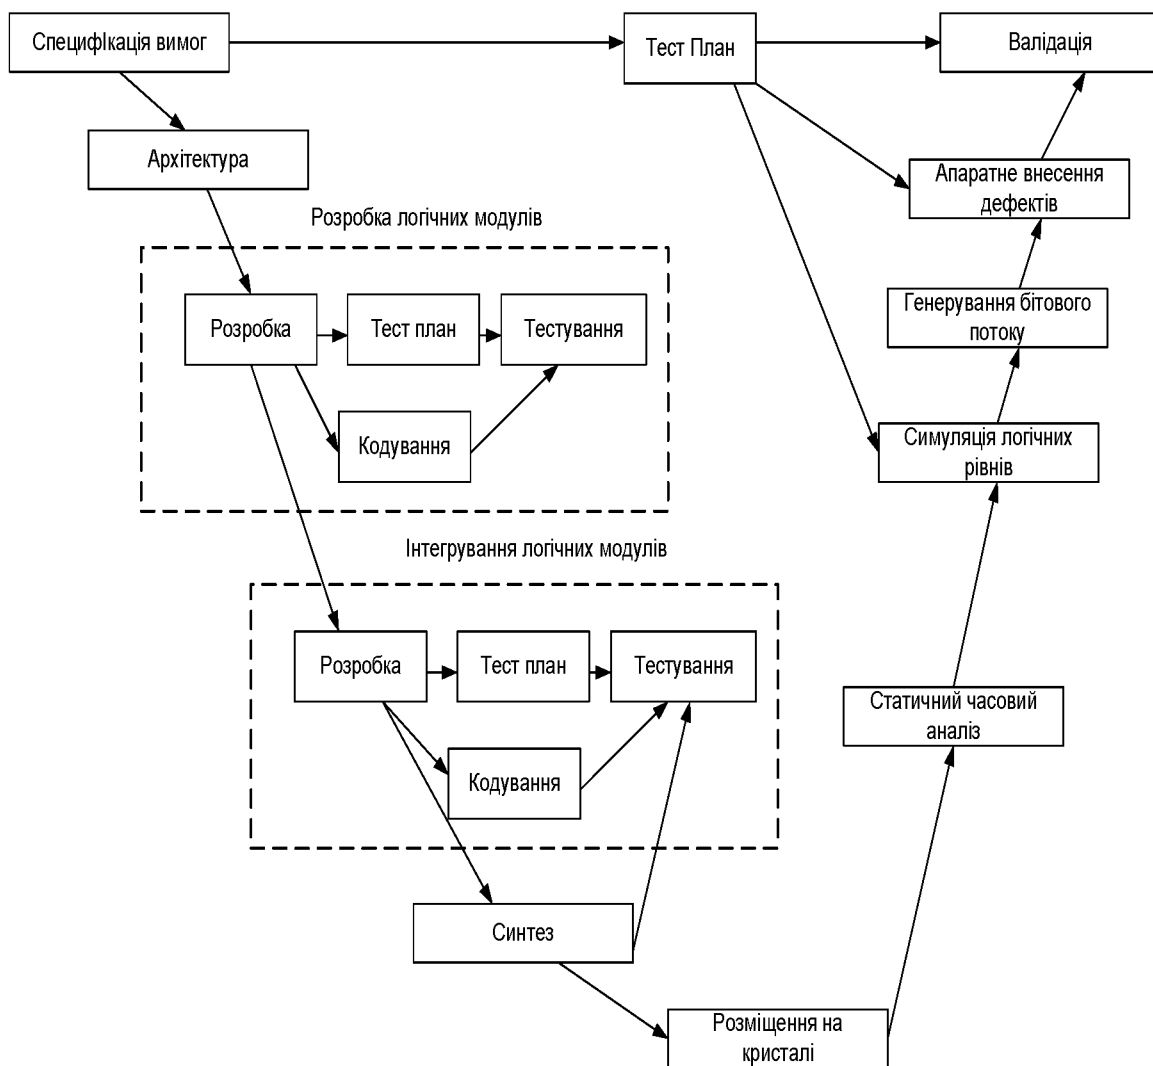 СпецифІкація вимог
Тест План
Валідація
Архітектура
Апаратне внесення
дефектів
Розробка логічних модулів
Генерування бітового
потоку
Розробка
Тест план
Тестування
Кодування
Симуляція логічних
рівнів
Інтегрування логічних модулів
Розробка
Тест план
Тестування
Кодування
Статичний часовий
аналіз
Синтез
Розміщення на
кристалі